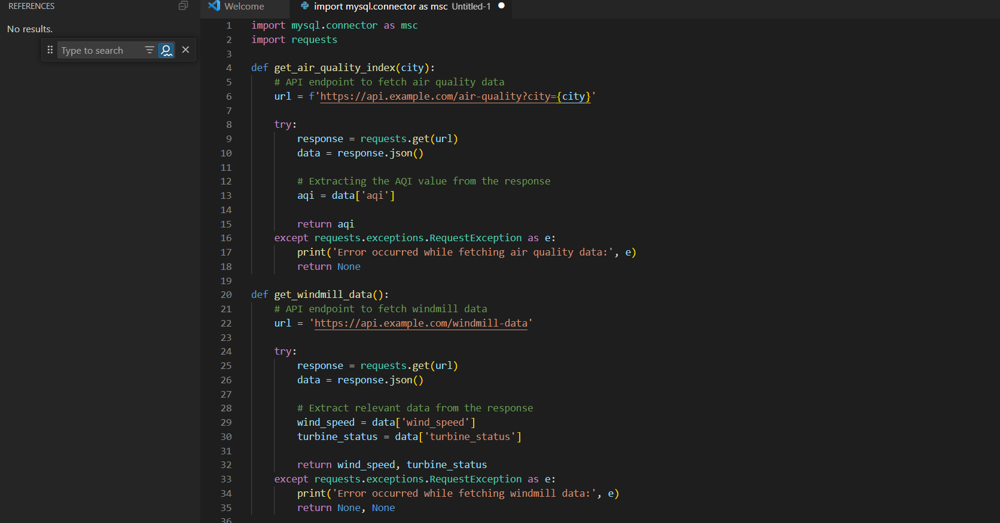 REFERENCES
No results.
Type to search
Welcome
import mysql.connector as msc Untitled-1
1 import mysql.connector as msc
2 import requests
3
4 def get_air_quality_index(city):
5     # API endpoint to fetch air quality data
6     url = f'https://api.example.com/air-quality?city={city}'
7
8     try:
9         response = requests.get(url)
10         data = response.json()
11
12         # Extracting the AQI value from the response
13         aqi = data['aqi']
14
15         return aqi
16     except requests.exceptions.RequestException as e:
17         print('Error occurred while fetching air quality data:', e)
18         return None
19
20 def get_windmill_data():
21     # API endpoint to fetch windmill data
22     url = 'https://api.example.com/windmill-data'
23
24     try:
25         response = requests.get(url)
26         data = response.json()
27
28         # Extract relevant data from the response
29         wind_speed = data['wind_speed']
30         turbine_status = data['turbine_status']
31
32         return wind_speed, turbine_status
33     except requests.exceptions.RequestException as e:
34         print('Error occurred while fetching windmill data:', e)
35         return None, None
36